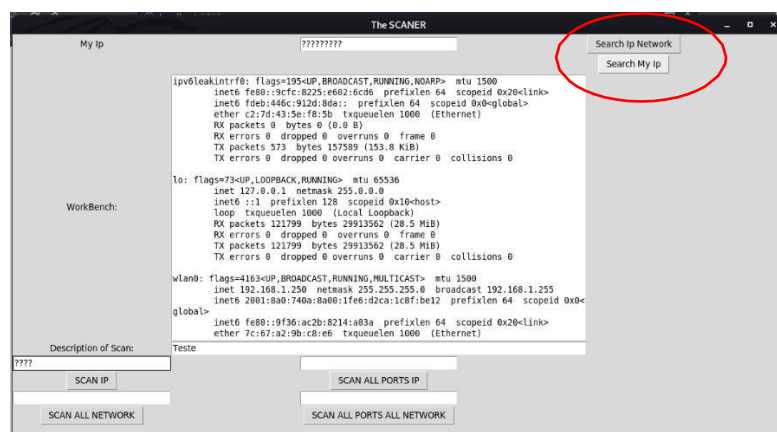 The SCANER
My Ip
?????????
Search Ip Network
Search My Ip
ipv6leakintrf0: flags=195<UP,BROADCAST,RUNNING,NOARP> mtu 1500
inet6 fe80::9cfc:8225:e602:6cd6 prefixlen 64 scopeid 0x20<link>
inet6 fdeb:446c:912d:8da:: prefixlen 64 scopeid 0x0<global>
ether c2:7d:43:5e:f8:5b txqueuelen 1000 (Ethernet)
RX packets 0 bytes 0 (0.0 B)
RX errors 0 dropped 0 overruns 0 frame 0
TX packets 573 bytes 157589 (153.8 KiB)
TX errors 0 dropped 0 overruns 0 carrier 0 collisions 0
lo: flags=73<UP,LOOPBACK,RUNNING> mtu 65536
inet 127.0.0.1 netmask 255.0.0.0
inet6 ::1 prefixlen 128 scopeid 0x10<host>
loop txqueuelen 1000 (Local Loopback)
RX packets 121799 bytes 29913562 (28.5 MiB)
RX errors 0 dropped 0 overruns 0 frame 0
TX packets 121799 bytes 29913562 (28.5 MiB)
TX errors 0 dropped 0 overruns 0 carrier 0 collisions 0
WorkBench:
wlan0: flags=4163<UP,BROADCAST,RUNNING,MULTICAST> mtu 1500
inet 192.168.1.250 netmask 255.255.255.0 broadcast 192.168.1.255
inet6 2001:8a0:740a:8a00:1fe6:d2ca:1c8f:be12 prefixlen 64 scopeid 0x0<
global>
inet6 fe80::9f36:ac2b:8214:a03a prefixlen 64 scopeid 0x20<link>
ether 7c:67:a2:9b:c8:e6 txqueuelen 1000 (Ethernet)
Description of Scan:
Teste
????
SCAN IP
SCAN ALL PORTS IP
SCAN ALL NETWORK
SCAN ALL PORTS ALL NETWORK